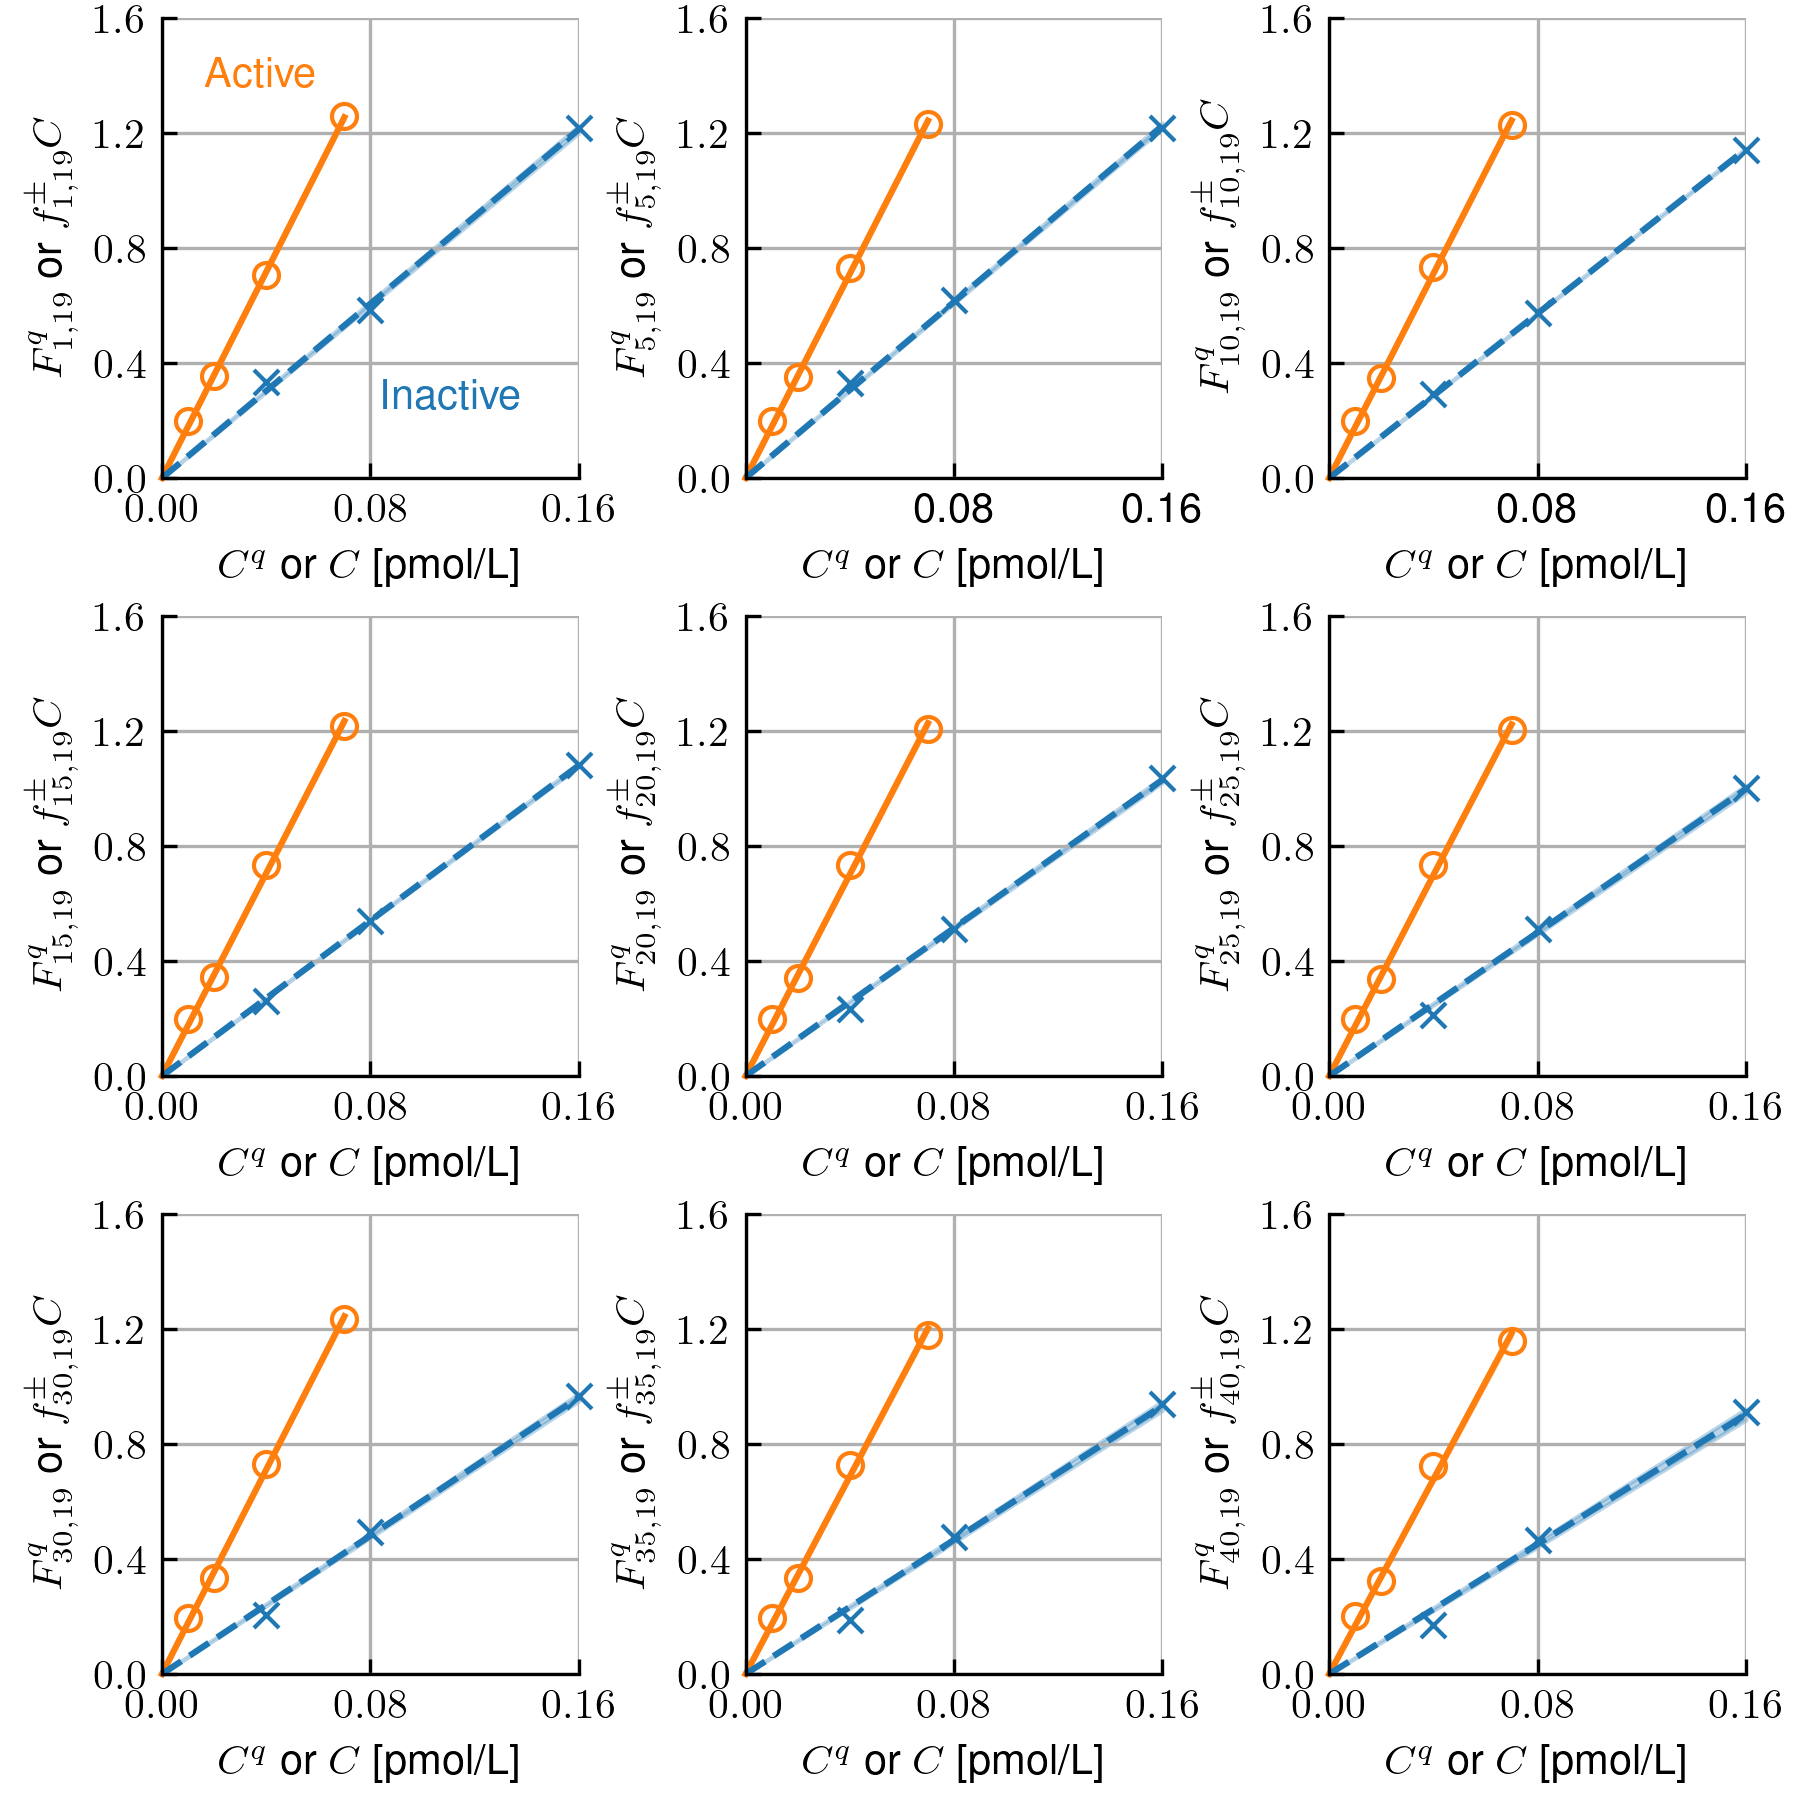 1.6 1.6 1.6
Active
1.2 1.2 1.2
0.8 0.8 0.8
0.4 0.4 0.4
Inactive
0.0 0.0 0.0
F^q_{1,19} or f^±_{1,19}C F^q_{5,19} or f^±_{5,19}C F^q_{10,19} or f^±_{10,19}C
0.00 0.08 0.16 0.08 0.16 0.08 0.16
C^q or C [pmol/L] C^q or C [pmol/L] C^q or C [pmol/L]
1.6 1.6 1.6
1.2 1.2 1.2
0.8 0.8 0.8
0.4 0.4 0.4
0.0 0.0 0.0
F^q_{15,19} or f^±_{15,19}C F^q_{20,19} or f^±_{20,19}C F^q_{25,19} or f^±_{25,19}C
0.00 0.08 0.16 0.00 0.08 0.16 0.00 0.08 0.16
C^q or C [pmol/L] C^q or C [pmol/L] C^q or C [pmol/L]
1.6 1.6 1.6
1.2 1.2 1.2
0.8 0.8 0.8
0.4 0.4 0.4
0.0 0.0 0.0
F^q_{30,19} or f^±_{30,19}C F^q_{35,19} or f^±_{35,19}C F^q_{40,19} or f^±_{40,19}C
0.00 0.08 0.16 0.00 0.08 0.16 0.00 0.08 0.16
C^q or C [pmol/L] C^q or C [pmol/L] C^q or C [pmol/L]